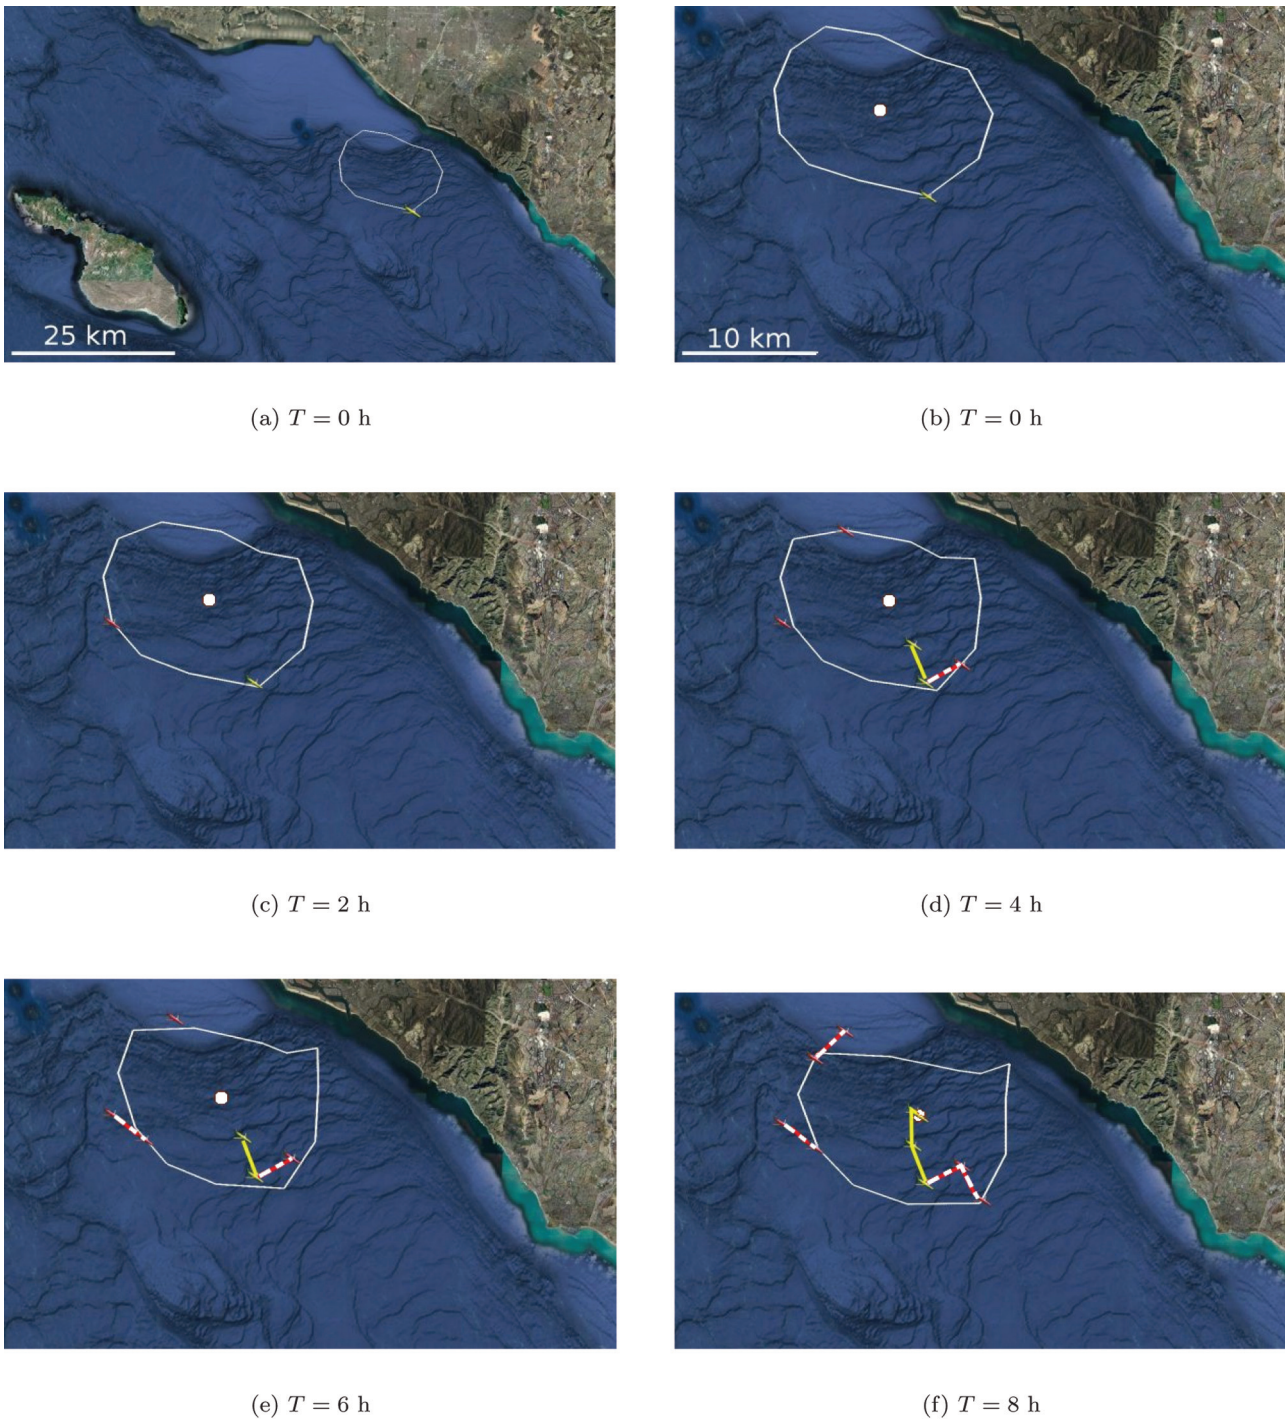 25 km
10 km
(a) T = 0 h
(b) T = 0 h
(c) T = 2 h
(d) T = 4 h
(e) T = 6 h
(f) T = 8 h